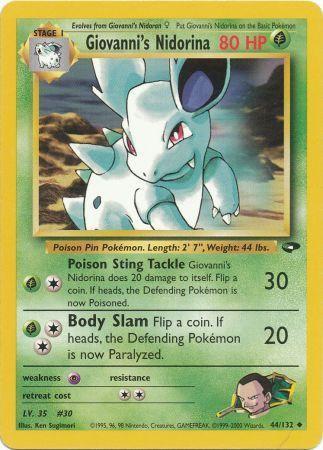 STAGE 1
Evolves from Giovanni's Nidoran ♀ Put Giovanni's Nidorina on the Basic Pokémon
Giovanni's Nidorina 80 HP
Poison Pin Pokémon. Length: 2' 7", Weight: 44 lbs.
Poison Sting Tackle Giovanni's
Nidorina does 20 damage to itself. Flip a
coin. If heads, the Defending Pokémon
is now Poisoned.
30
Body Slam Flip a coin. If
heads, the Defending Pokémon
is now Paralyzed.
20
weakness resistance
retreat cost
LV. 35 #30
Illus. Ken Sugimori ©1995, 96, 98 Nintendo, Creatures, GAMEFREAK. ©1999-2000 Wizards. 44/132 ◆